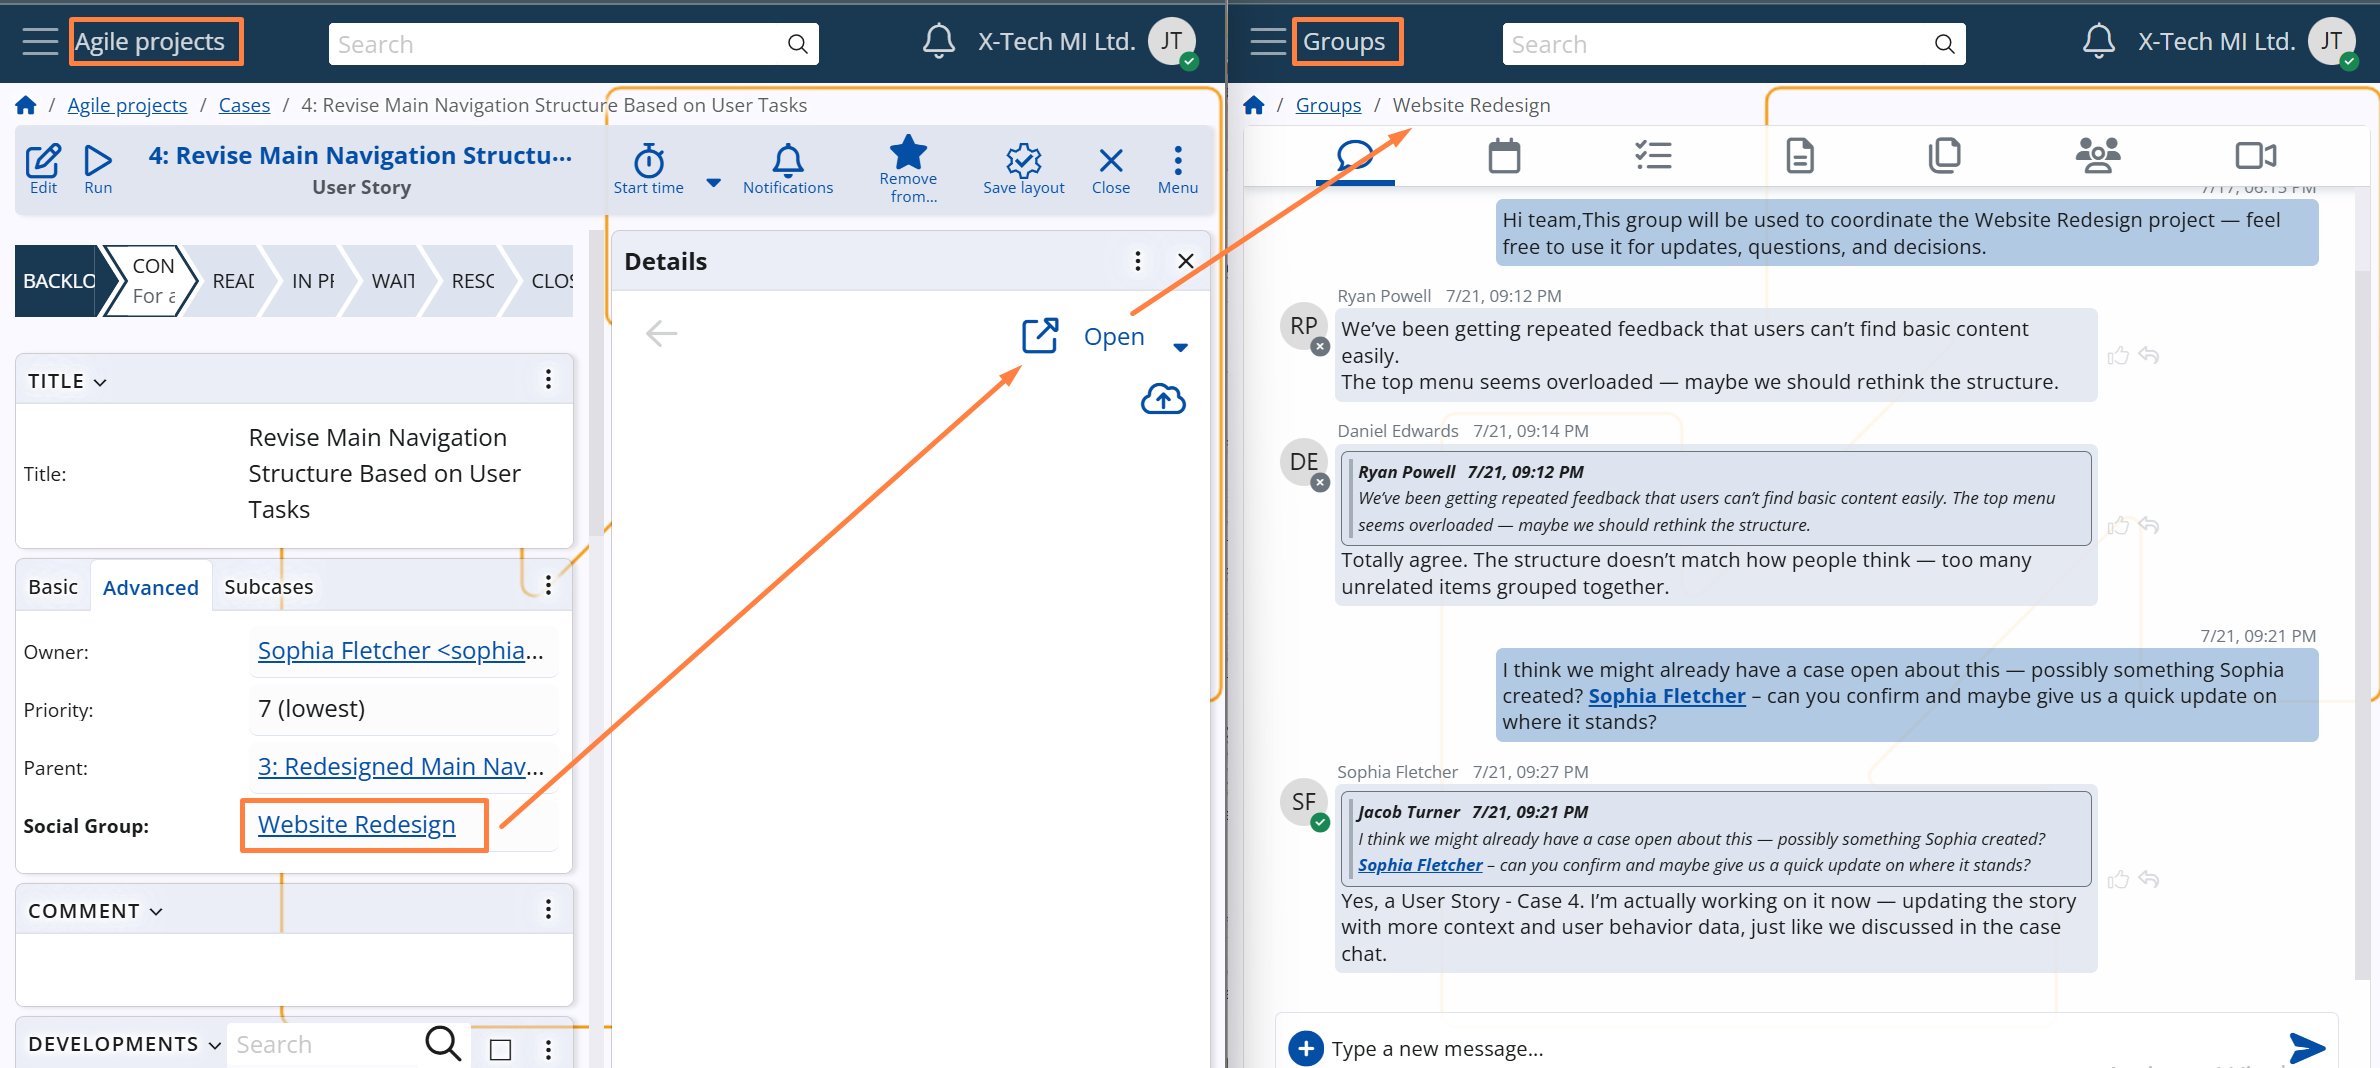 Agile projects
Search
X-Tech MI Ltd.
JT
/ Agile projects / Cases / 4: Revise Main Navigation Structure Based on User Tasks
Edit
Run
4: Revise Main Navigation Structu...
User Story
Start time
Notifications
Remove
from...
Save layout
Close
Menu
BACKLO
CON
For a
READ
IN PR
WAIT
RESO
CLOS
TITLE
Title:
Revise Main Navigation
Structure Based on User
Tasks
Basic
Advanced
Subcases
Owner:
Sophia Fletcher <sophia...
Priority:
7 (lowest)
Parent:
3: Redesigned Main Nav...
Social Group:
Website Redesign
COMMENT
DEVELOPMENTS
Search
Details
Open
Groups
Search
X-Tech MI Ltd.
JT
/ Groups / Website Redesign
7/17, 06:15 PM
Hi team,This group will be used to coordinate the Website Redesign project — feel
free to use it for updates, questions, and decisions.
Ryan Powell 7/21, 09:12 PM
RP
We’ve been getting repeated feedback that users can’t find basic content
easily.
The top menu seems overloaded — maybe we should rethink the structure.
Daniel Edwards 7/21, 09:14 PM
DE
Ryan Powell 7/21, 09:12 PM
We’ve been getting repeated feedback that users can’t find basic content easily. The top menu
seems overloaded — maybe we should rethink the structure.
Totally agree. The structure doesn’t match how people think — too many
unrelated items grouped together.
7/21, 09:21 PM
I think we might already have a case open about this — possibly something Sophia
created? Sophia Fletcher – can you confirm and maybe give us a quick update on
where it stands?
Sophia Fletcher 7/21, 09:27 PM
SF
Jacob Turner 7/21, 09:21 PM
I think we might already have a case open about this — possibly something Sophia created?
Sophia Fletcher – can you confirm and maybe give us a quick update on where it stands?
Yes, a User Story - Case 4. I’m actually working on it now — updating the story
with more context and user behavior data, just like we discussed in the case
chat.
Type a new message...